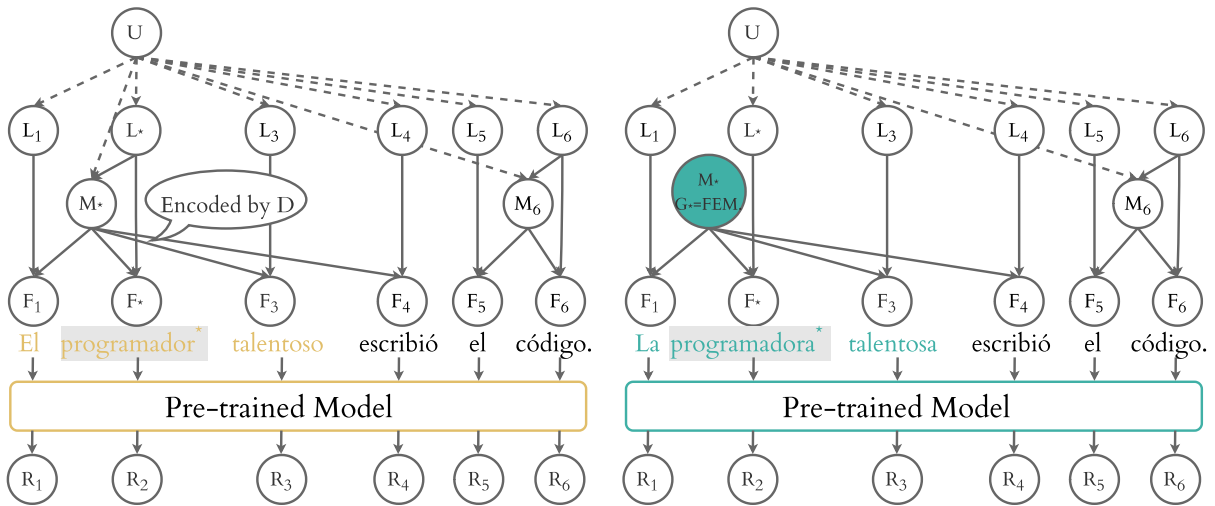 U
U
L₁ L⋆ L₃ L₄ L₅ L₆
L₁ L⋆ L₃ L₄ L₅ L₆
M⋆ Encoded by D M₆
M⋆
G⋆=FEM. M₆
F₁ F⋆ F₃ F₄ F₅ F₆
F₁ F⋆ F₃ F₄ F₅ F₆
El programador* talentoso escribió el código.
La programadora* talentosa escribió el código.
Pre-trained Model
Pre-trained Model
R₁ R₂ R₃ R₄ R₅ R₆
R₁ R₂ R₃ R₄ R₅ R₆